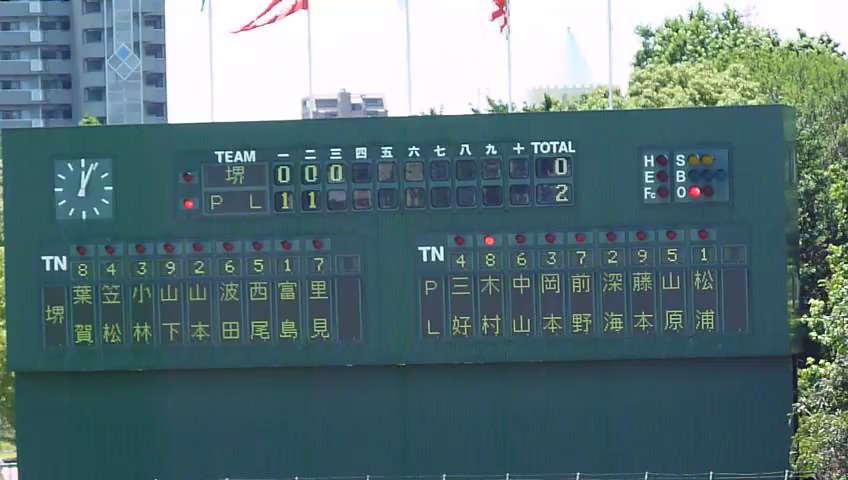 TEAM 一 二 三 四 五 六 七 八 九 十 TOTAL
堺 0 0 0 0
P L 1 1 2
H S
E B
Fc O
TN 8 4 3 9 2 6 5 1 7
堺 葉賀 笠松 小林 山下 山本 波田 西尾 富島 里見
TN 4 8 6 3 7 2 9 5 1
PL 三好 木村 中山 岡本 前野 深海 藤本 山原 松浦